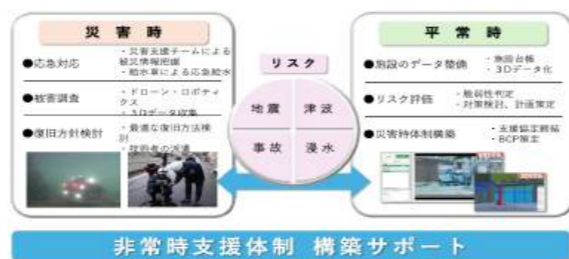 災害時
●応急対応
・災害支援チームによる
被災情報把握
・給水車による応急給水
●被害調査
・ドローン・ロボティ
クス
・3Dデータ収集
●復旧方針検討
・最適な復旧方法検
討
・技術者の派遣
リスク
地震
津波
事故
浸水
平常時
●施設のデータ整備
・施設台帳
・3Dデータ化
●リスク評価
・脆弱性判定
・対策検討、計画策定
●災害時体制構築
・支援協定締結
・BCP策定
非常時支援体制 構築サポート